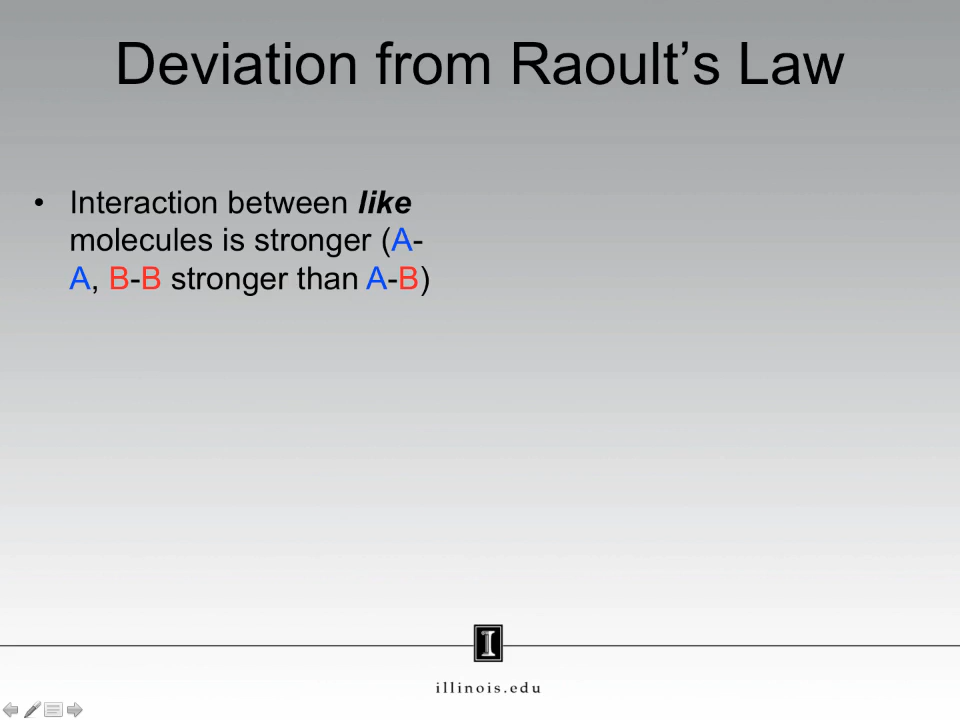 Deviation from Raoult’s Law
• Interaction between like
molecules is stronger (A-
A, B-B stronger than A-B)
I
illinois.edu